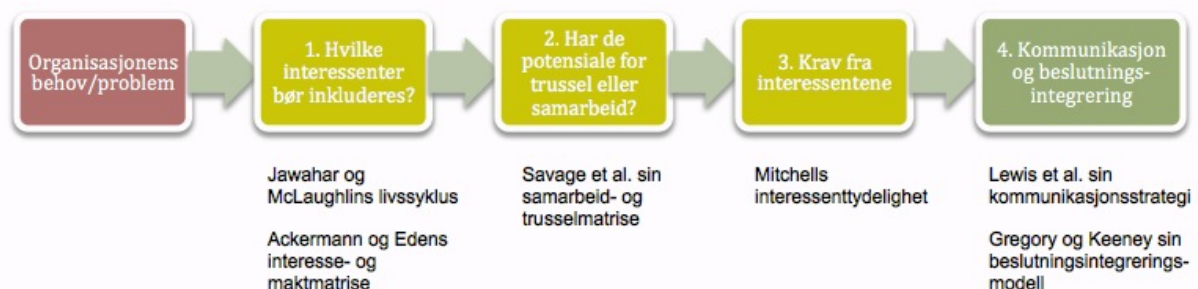 Organisasjonens
behov/problem
1. Hvilke
interessenter
bør inkluderes?
2. Har de
potensiale for
trussel eller
samarbeid?
3. Krav fra
interessentene
4. Kommunikasjon
og beslutnings-
integrering
Jawahar og
McLaughlins livssyklus
Ackermann og Edens
interesse- og
maktmatrise
Savage et al. sin
samarbeid- og
trusselmatrise
Mitchells
interessenttydelighet
Lewis et al. sin
kommunikasjonsstrategi
Gregory og Keeney sin
beslutningsintegrerings-
modell